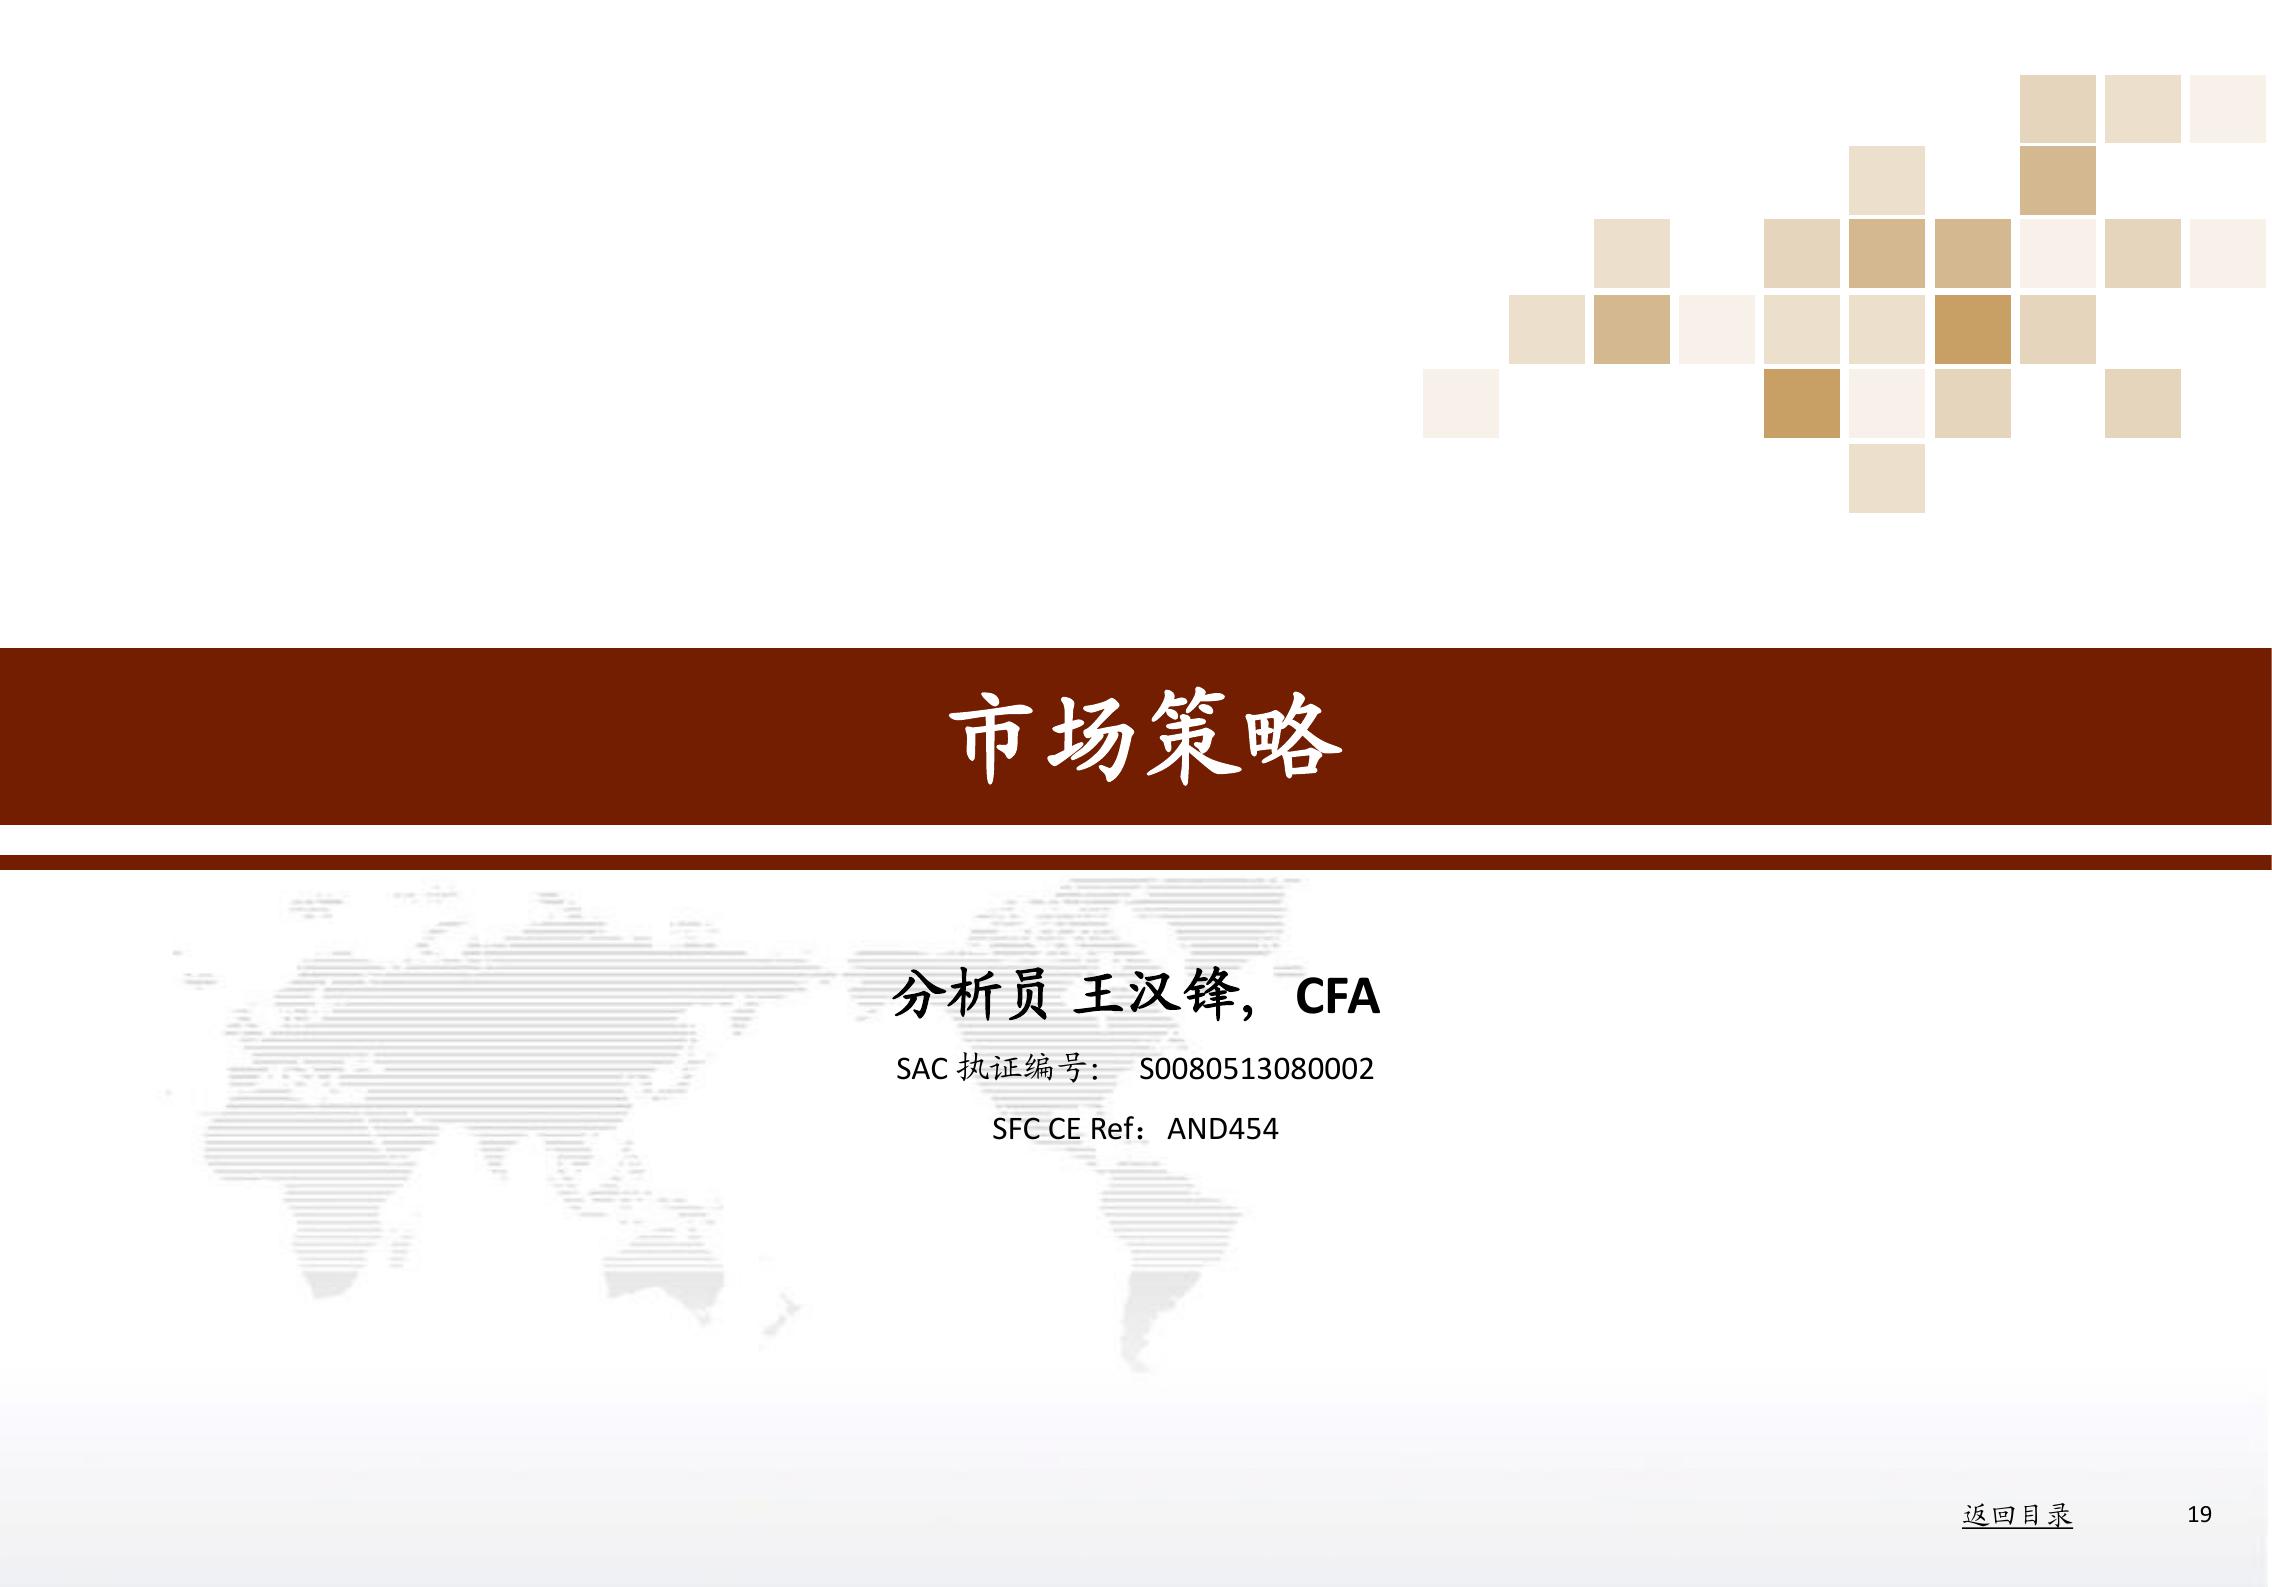 市场策略
分析员 王汉锋，CFA
SAC 执证编号： S0080513080002
SFC CE Ref：AND454
返回目录 19